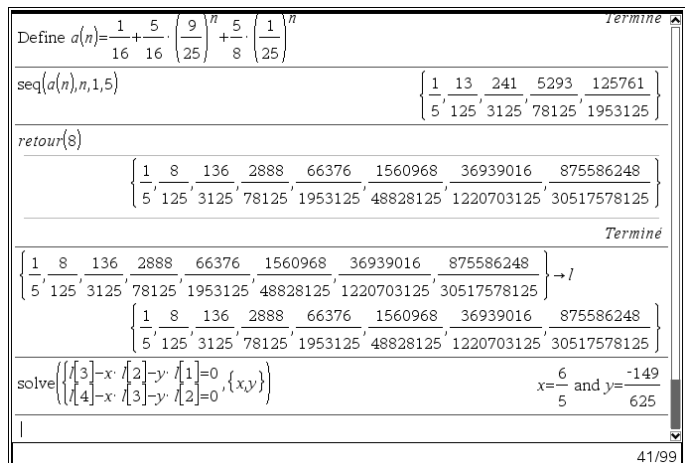 Define a(n)=1/16+5/16·(9/25)^n+5/8·(1/25)^n
Terminé
seq(a(n),n,1,5)
{1/5,13/125,241/3125,5293/78125,125761/1953125}
retour(8)
{1/5,8/125,136/3125,2888/78125,66376/1953125,1560968/48828125,36939016/1220703125,875586248/30517578125}
Terminé
{1/5,8/125,136/3125,2888/78125,66376/1953125,1560968/48828125,36939016/1220703125,875586248/30517578125}→l
{1/5,8/125,136/3125,2888/78125,66376/1953125,1560968/48828125,36939016/1220703125,875586248/30517578125}
solve({l[3]-x·l[2]-y·l[1]=0
l[4]-x·l[3]-y·l[2]=0,{x,y})
x=6/5 and y=-149/625
41/99